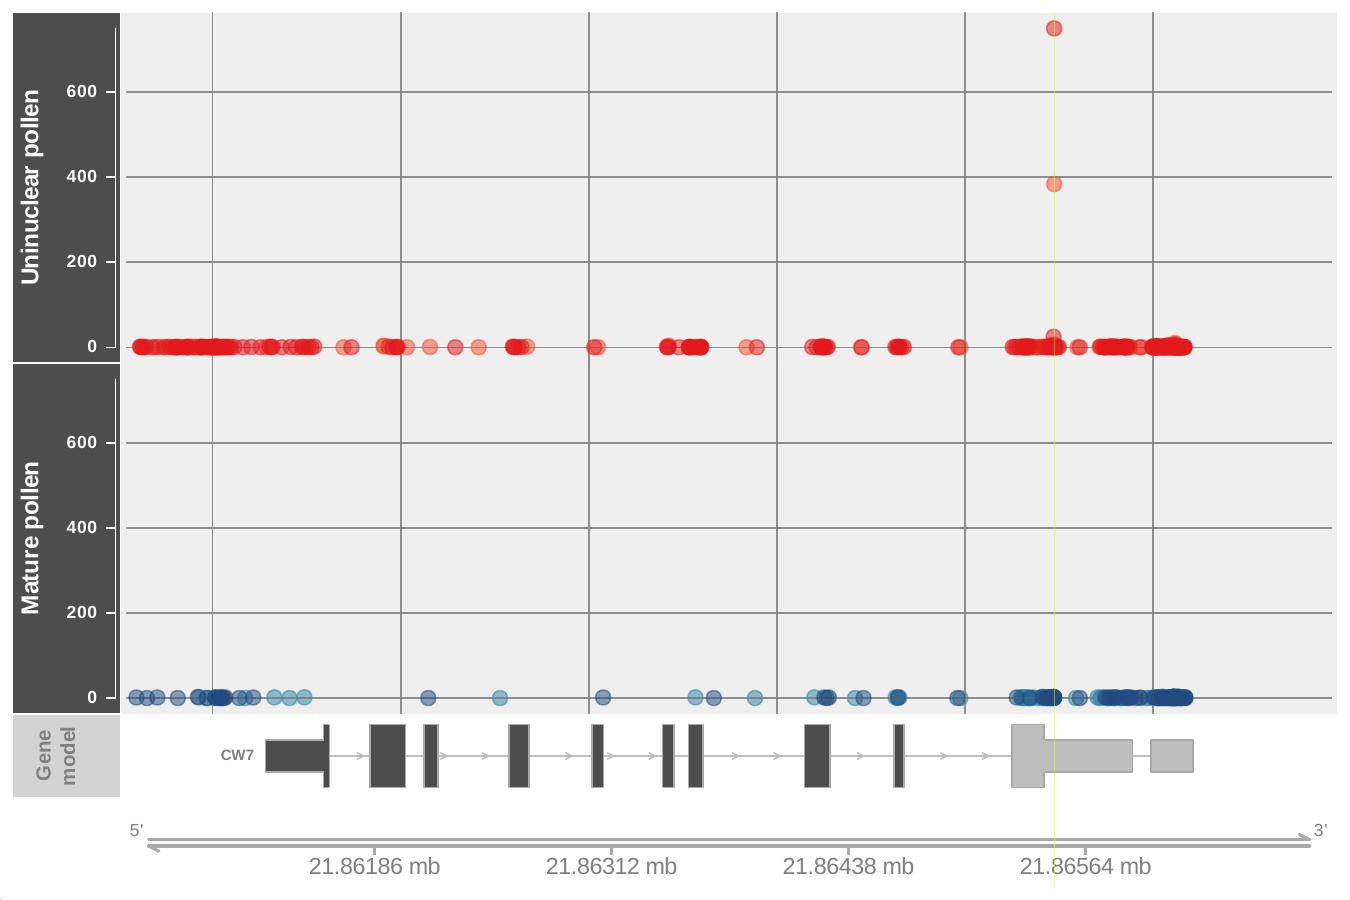 Uninuclear pollen
600
400
200
0
Mature pollen
600
400
200
0
Gene
model
CW7
5'
3'
21.86186 mb
21.86312 mb
21.86438 mb
21.86564 mb